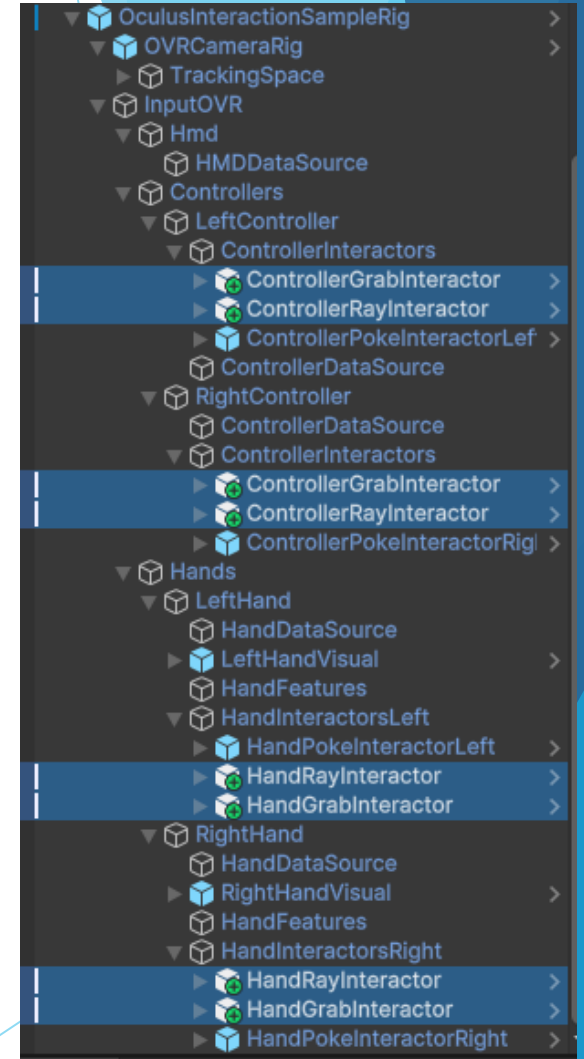 OculusInteractionSampleRig
OVRCameraRig
TrackingSpace
InputOVR
Hmd
HMDDataSource
Controllers
LeftController
ControllerInteractors
ControllerGrabInteractor
ControllerRayInteractor
ControllerPokeInteractorLef
ControllerDataSource
RightController
ControllerDataSource
ControllerInteractors
ControllerGrabInteractor
ControllerRayInteractor
ControllerPokeInteractorRig
Hands
LeftHand
HandDataSource
LeftHandVisual
HandFeatures
HandInteractorsLeft
HandPokeInteractorLeft
HandRayInteractor
HandGrabInteractor
RightHand
HandDataSource
RightHandVisual
HandFeatures
HandInteractorsRight
HandRayInteractor
HandGrabInteractor
HandPokeInteractorRight